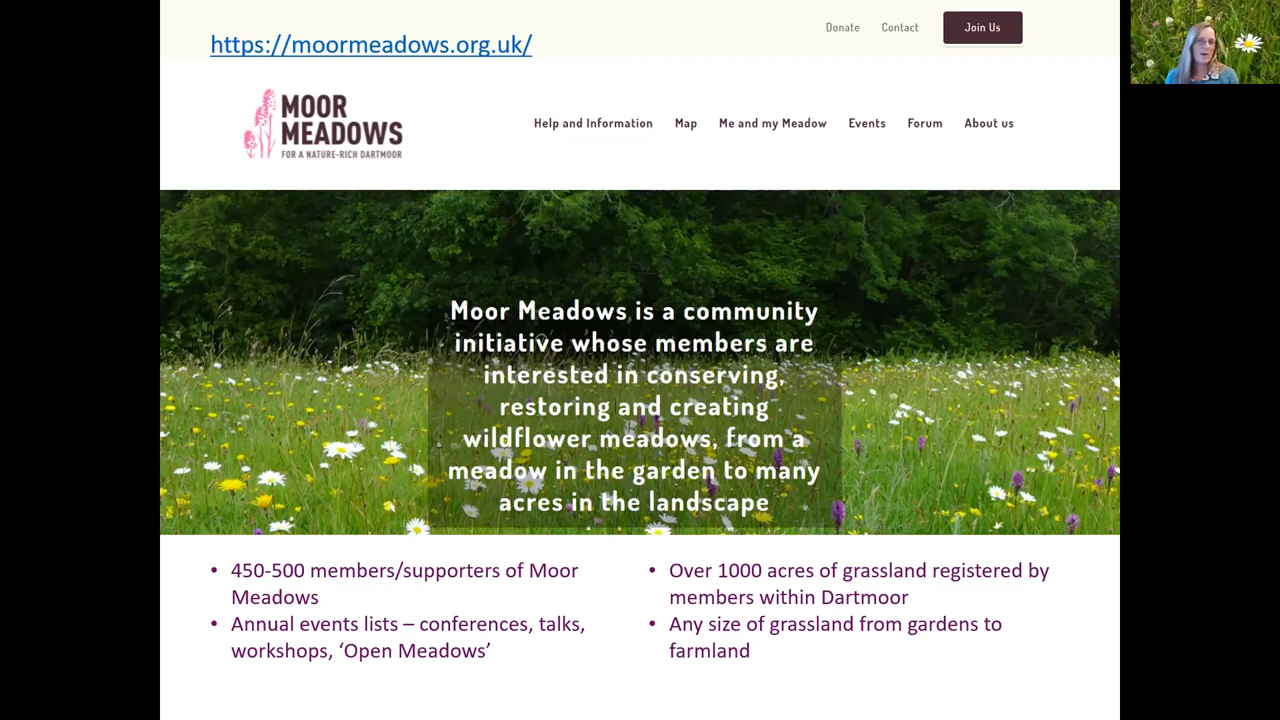 https://moormeadows.org.uk/
Donate Contact Join Us
MOOR
MEADOWS
FOR A NATURE-RICH DARTMOOR
Help and Information Map Me and my Meadow Events Forum About us
Moor Meadows is a community
initiative whose members are
interested in conserving,
restoring and creating
wildflower meadows, from a
meadow in the garden to many
acres in the landscape
• 450-500 members/supporters of Moor
Meadows
• Annual events lists – conferences, talks,
workshops, ‘Open Meadows’
• Over 1000 acres of grassland registered by
members within Dartmoor
• Any size of grassland from gardens to
farmland